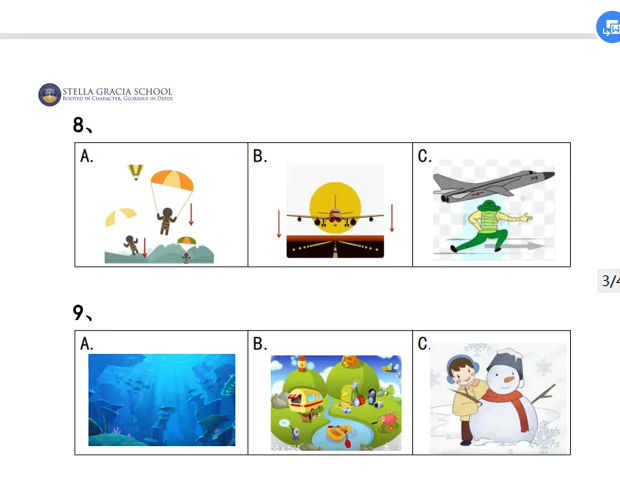 STELLA GRACIA SCHOOL
ROOTED IN CHARACTER, GLORIOUS IN DEEDS
8、
A.
B.
C.
3/4
9、
A.
B.
C.